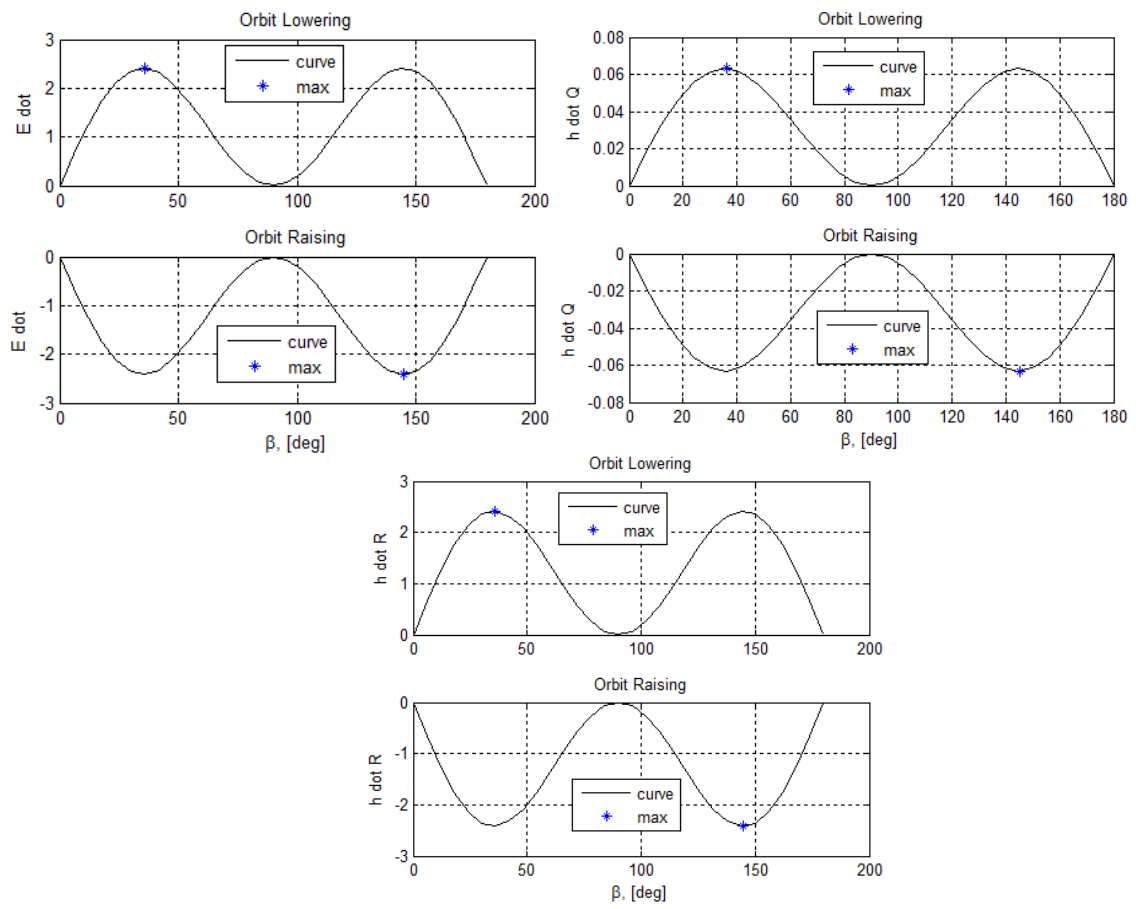 Orbit Lowering
E dot
3
2
1
0
curve
max
0 50 100 150 200
Orbit Raising
E dot
0
-1
-2
-3
curve
max
0 50 100 150 200
β, [deg]
Orbit Lowering
h dot Q
0.08
0.06
0.04
0.02
0
curve
max
0 20 40 60 80 100 120 140 160 180
Orbit Raising
h dot Q
0
-0.02
-0.04
-0.06
-0.08
curve
max
0 20 40 60 80 100 120 140 160 180
β, [deg]
Orbit Lowering
h dot R
3
2
1
0
curve
max
0 50 100 150 200
Orbit Raising
h dot R
0
-1
-2
-3
curve
max
0 50 100 150 200
β, [deg]